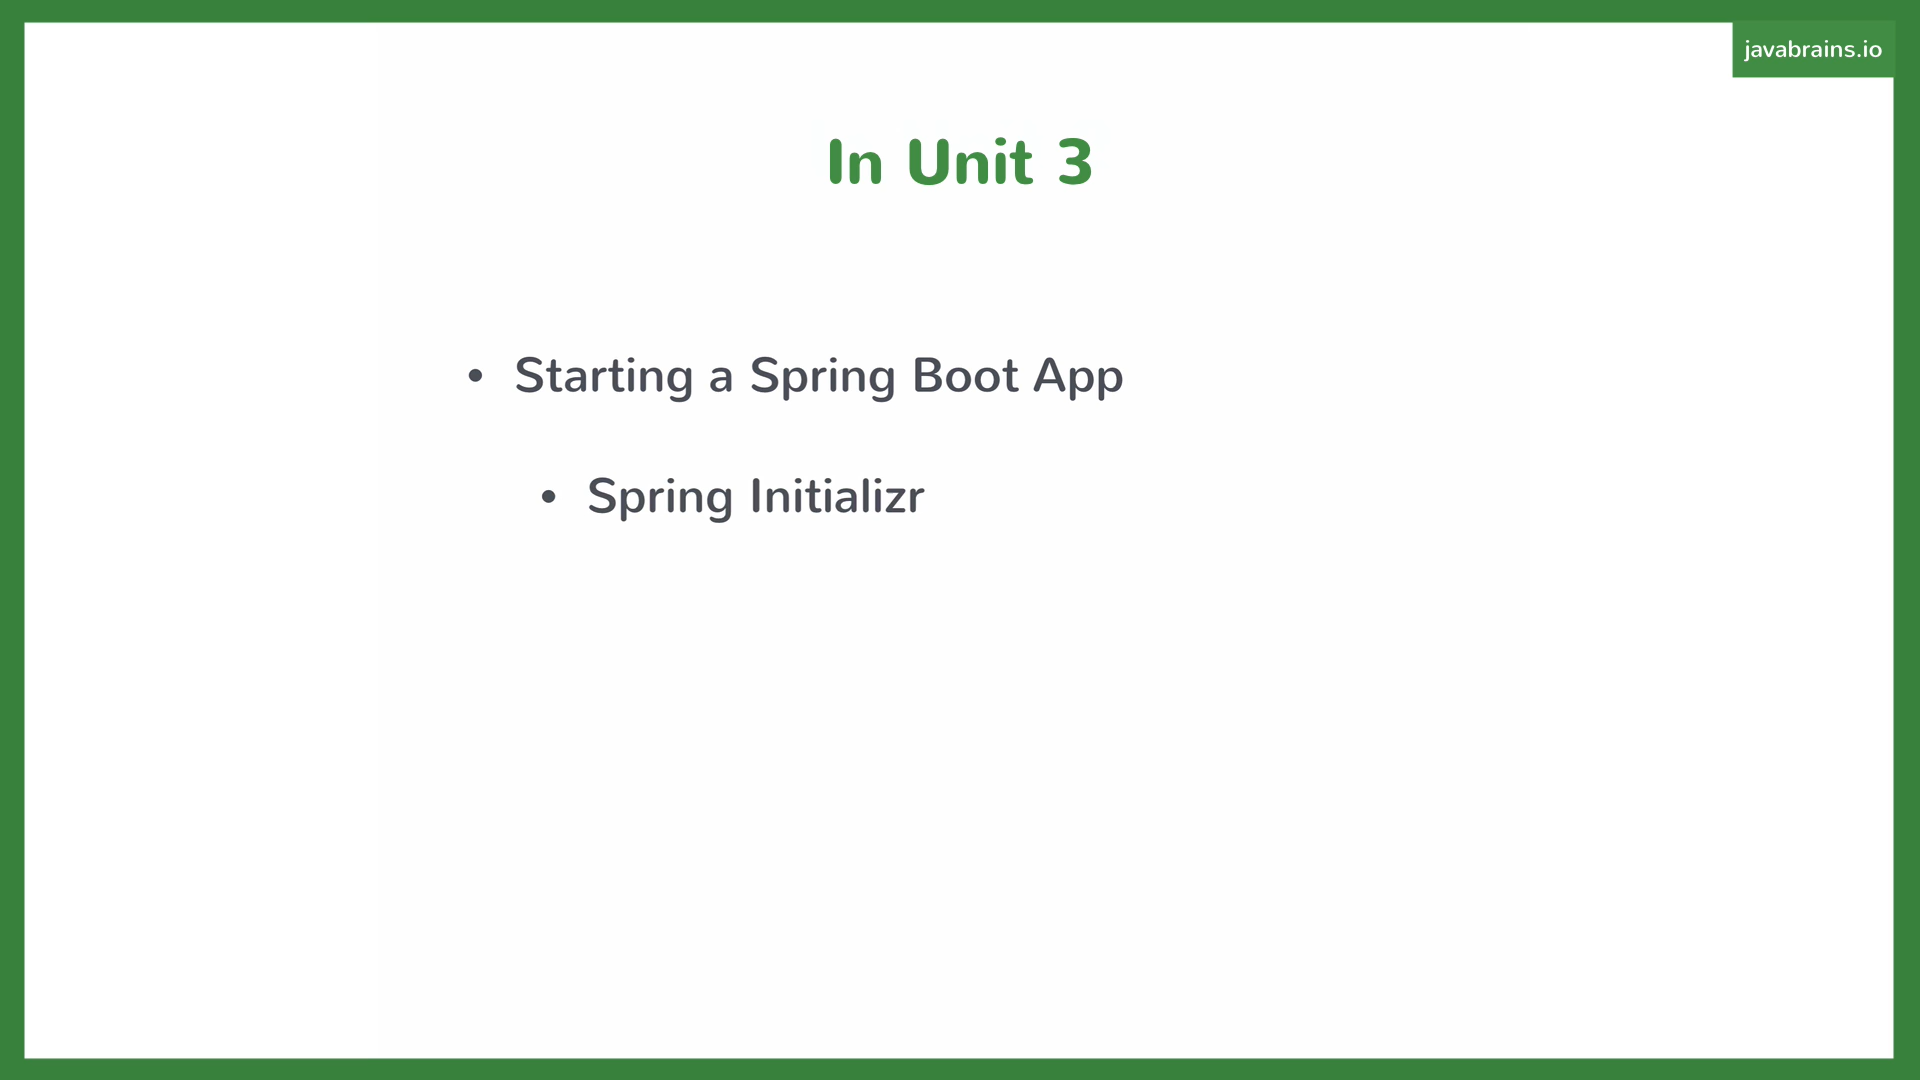 javabrains.io
In Unit 3
• Starting a Spring Boot App
• Spring Initializr